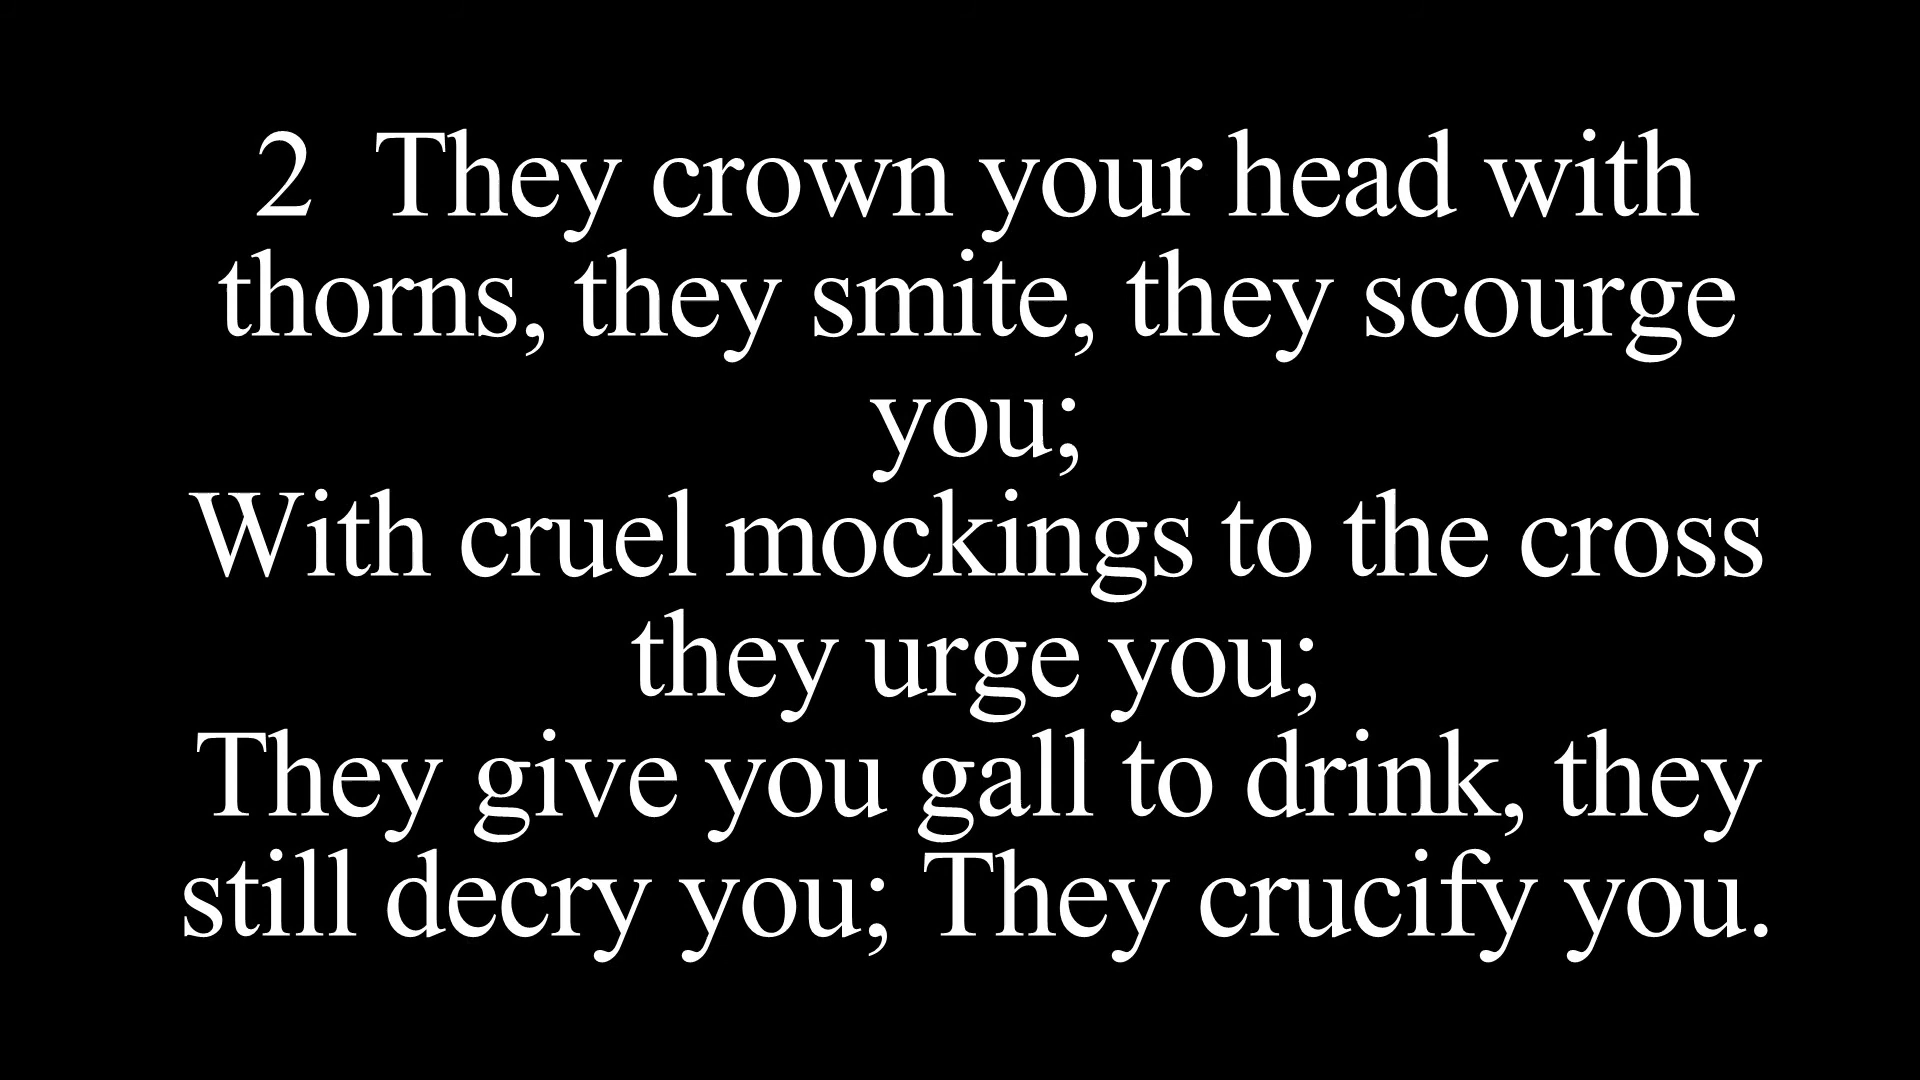 2  They crown your head with
thorns, they smite, they scourge
you;
With cruel mockings to the cross
they urge you;
They give you gall to drink, they
still decry you; They crucify you.